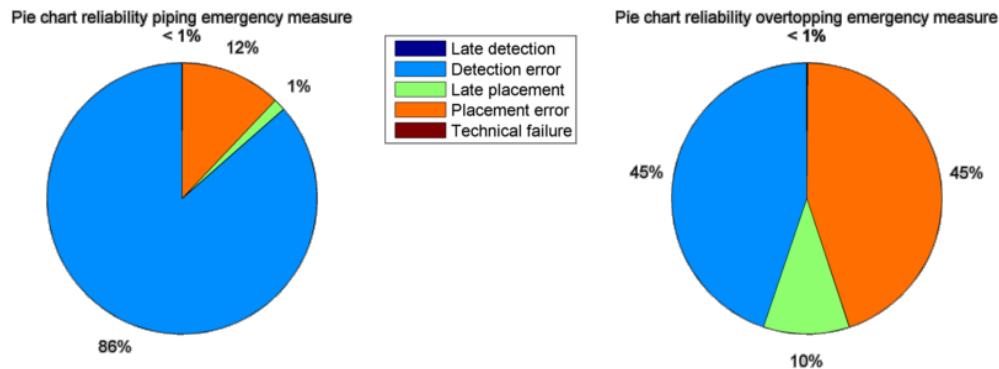 Pie chart reliability piping emergency measure
< 1%
12%
1%
86%
Late detection
Detection error
Late placement
Placement error
Technical failure
Pie chart reliability overtopping emergency measure
< 1%
45%
45%
10%